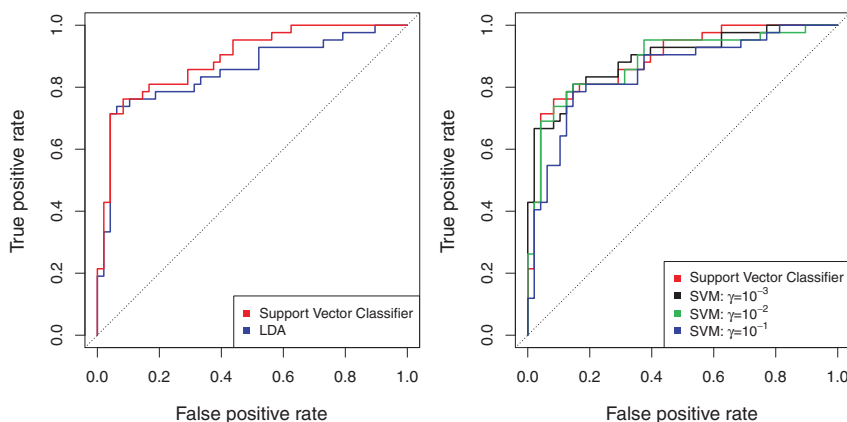 True positive rate
1.0
0.8
0.6
0.4
0.2
0.0
Support Vector Classifier
LDA
0.0 0.2 0.4 0.6 0.8 1.0
False positive rate
True positive rate
1.0
0.8
0.6
0.4
0.2
0.0
Support Vector Classifier
SVM: γ=10⁻³
SVM: γ=10⁻²
SVM: γ=10⁻¹
0.0 0.2 0.4 0.6 0.8 1.0
False positive rate